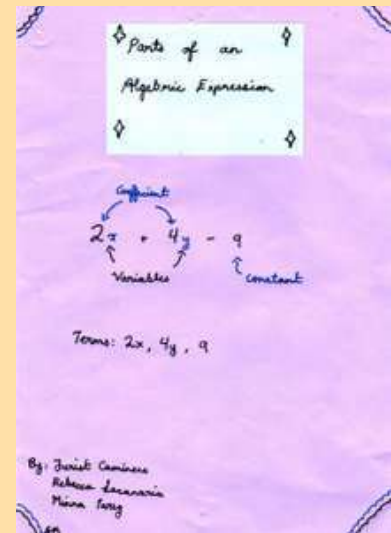 Parts of an
Algebraic Expression
Coefficient
2x + 4y - 9
Variables
constant
Terms: 2x, 4y, 9
By:
Rebecca